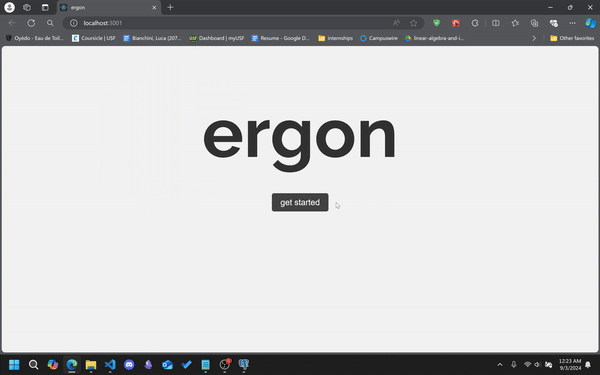 ergon
localhost:3001
Oyédo - Eau de Toil...
Coursicle | USF
Bianchini, Luca (207...
Dashboard | myUSF
Resume - Google D...
Internships
Campuswire
linear-algebra-and-i...
Other favorites
ergon
get started
12:23 AM
9/3/2024